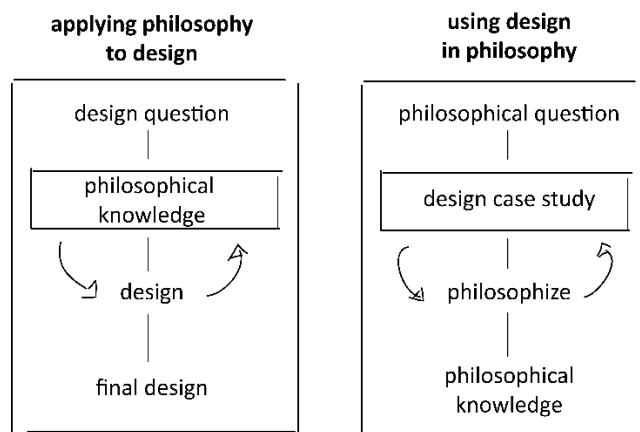 applying philosophy
to design
design question
philosophical
knowledge
design
final design
using design
in philosophy
philosophical question
design case study
philosophize
philosophical
knowledge